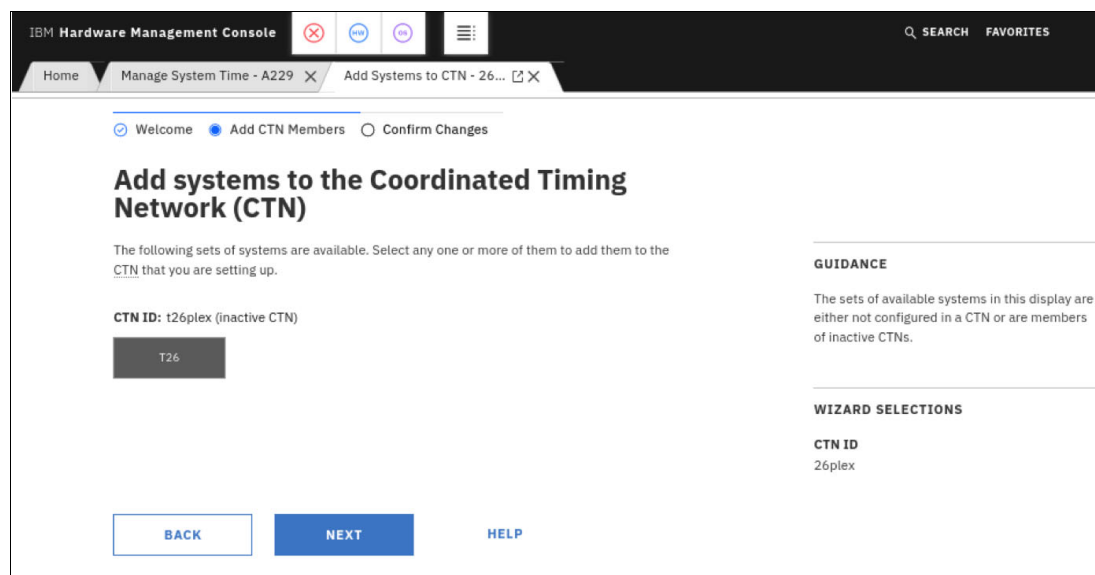 IBM Hardware Management Console
HW
OS
SEARCH FAVORITES
Home
Manage System Time - A229
Add Systems to CTN - 26...
Welcome
Add CTN Members
Confirm Changes
Add systems to the Coordinated Timing
Network (CTN)
The following sets of systems are available. Select any one or more of them to add them to the
CTN that you are setting up.
CTN ID: t26plex (inactive CTN)
T26
GUIDANCE
The sets of available systems in this display are
either not configured in a CTN or are members
of inactive CTNs.
WIZARD SELECTIONS
CTN ID
26plex
BACK
NEXT
HELP